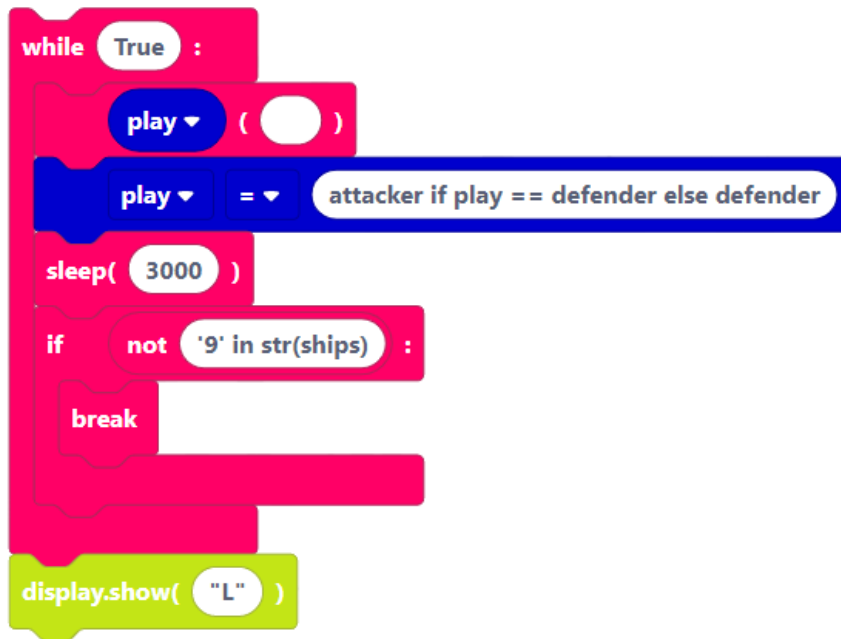 while True :
play ( )
play = attacker if play == defender else defender
sleep( 3000 )
if not '9' in str(ships) :
break
display.show( "L" )